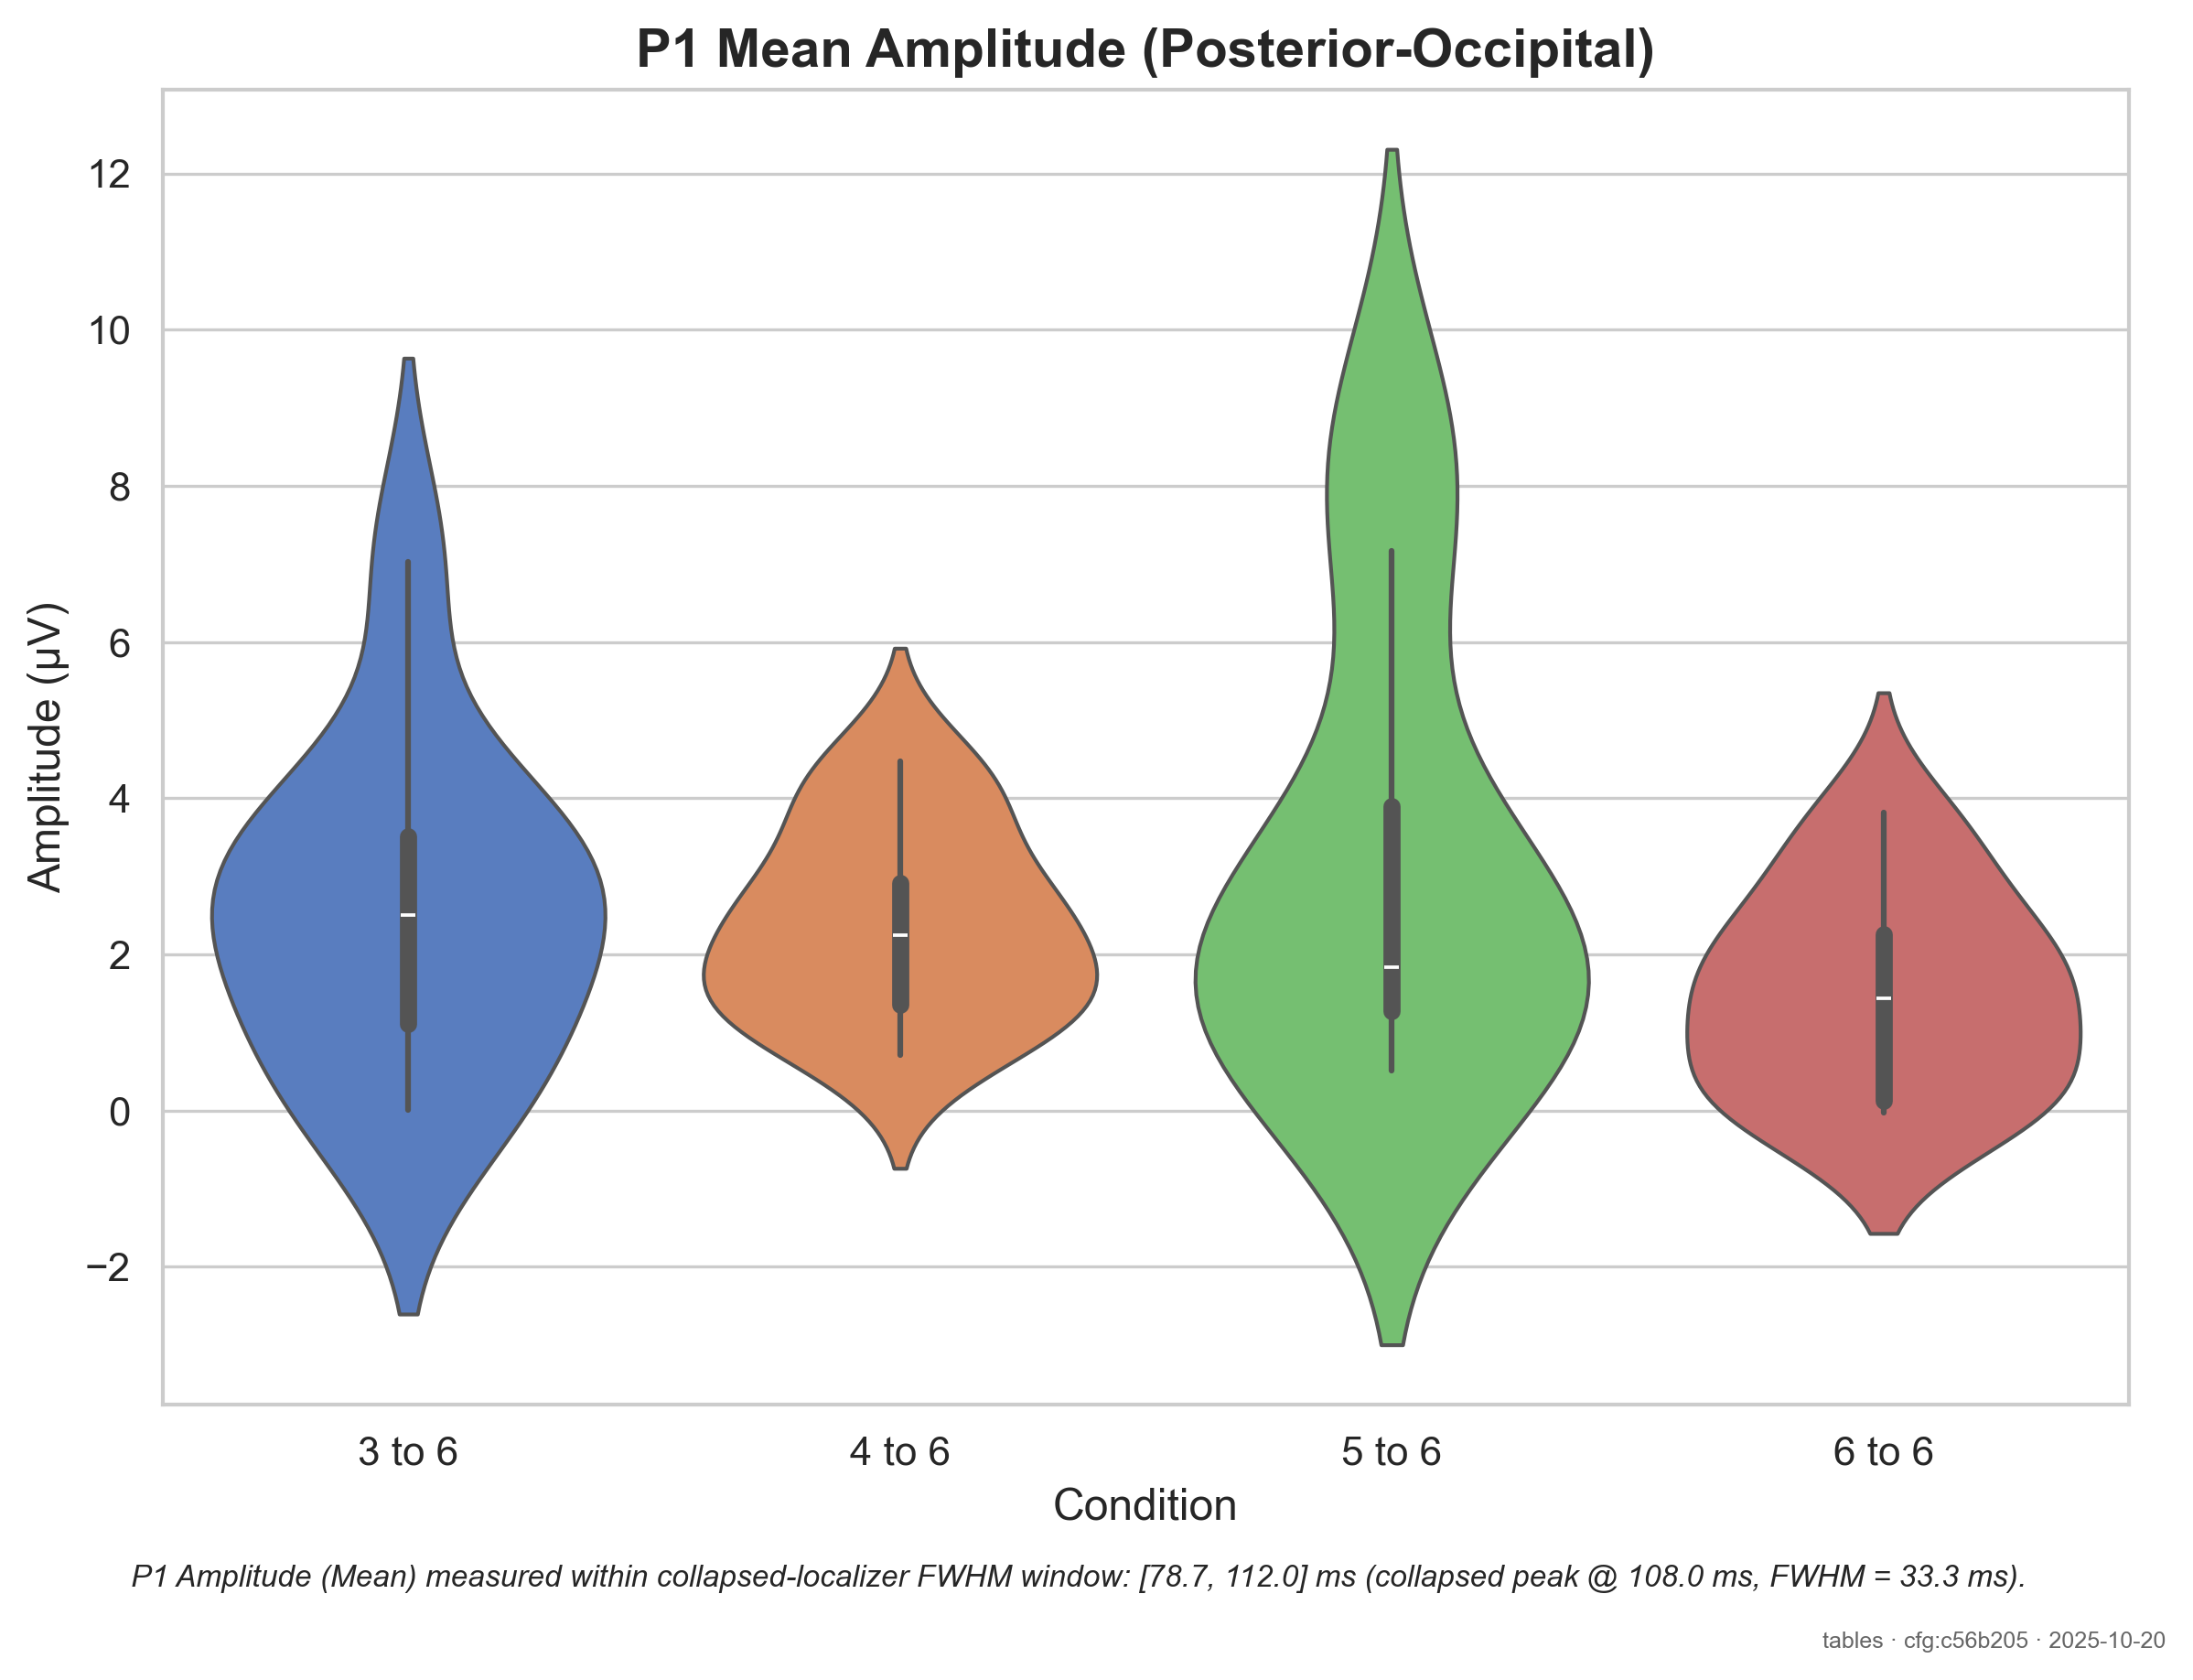 P1 Mean Amplitude (Posterior-Occipital)
Amplitude (µV)
12
10
8
6
4
2
0
−2
3 to 6
4 to 6
5 to 6
6 to 6
Condition
P1 Amplitude (Mean) measured within collapsed-localizer FWHM window: [78.7, 112.0] ms (collapsed peak @ 108.0 ms, FWHM = 33.3 ms).
tables · cfg:c56b205 · 2025-10-20